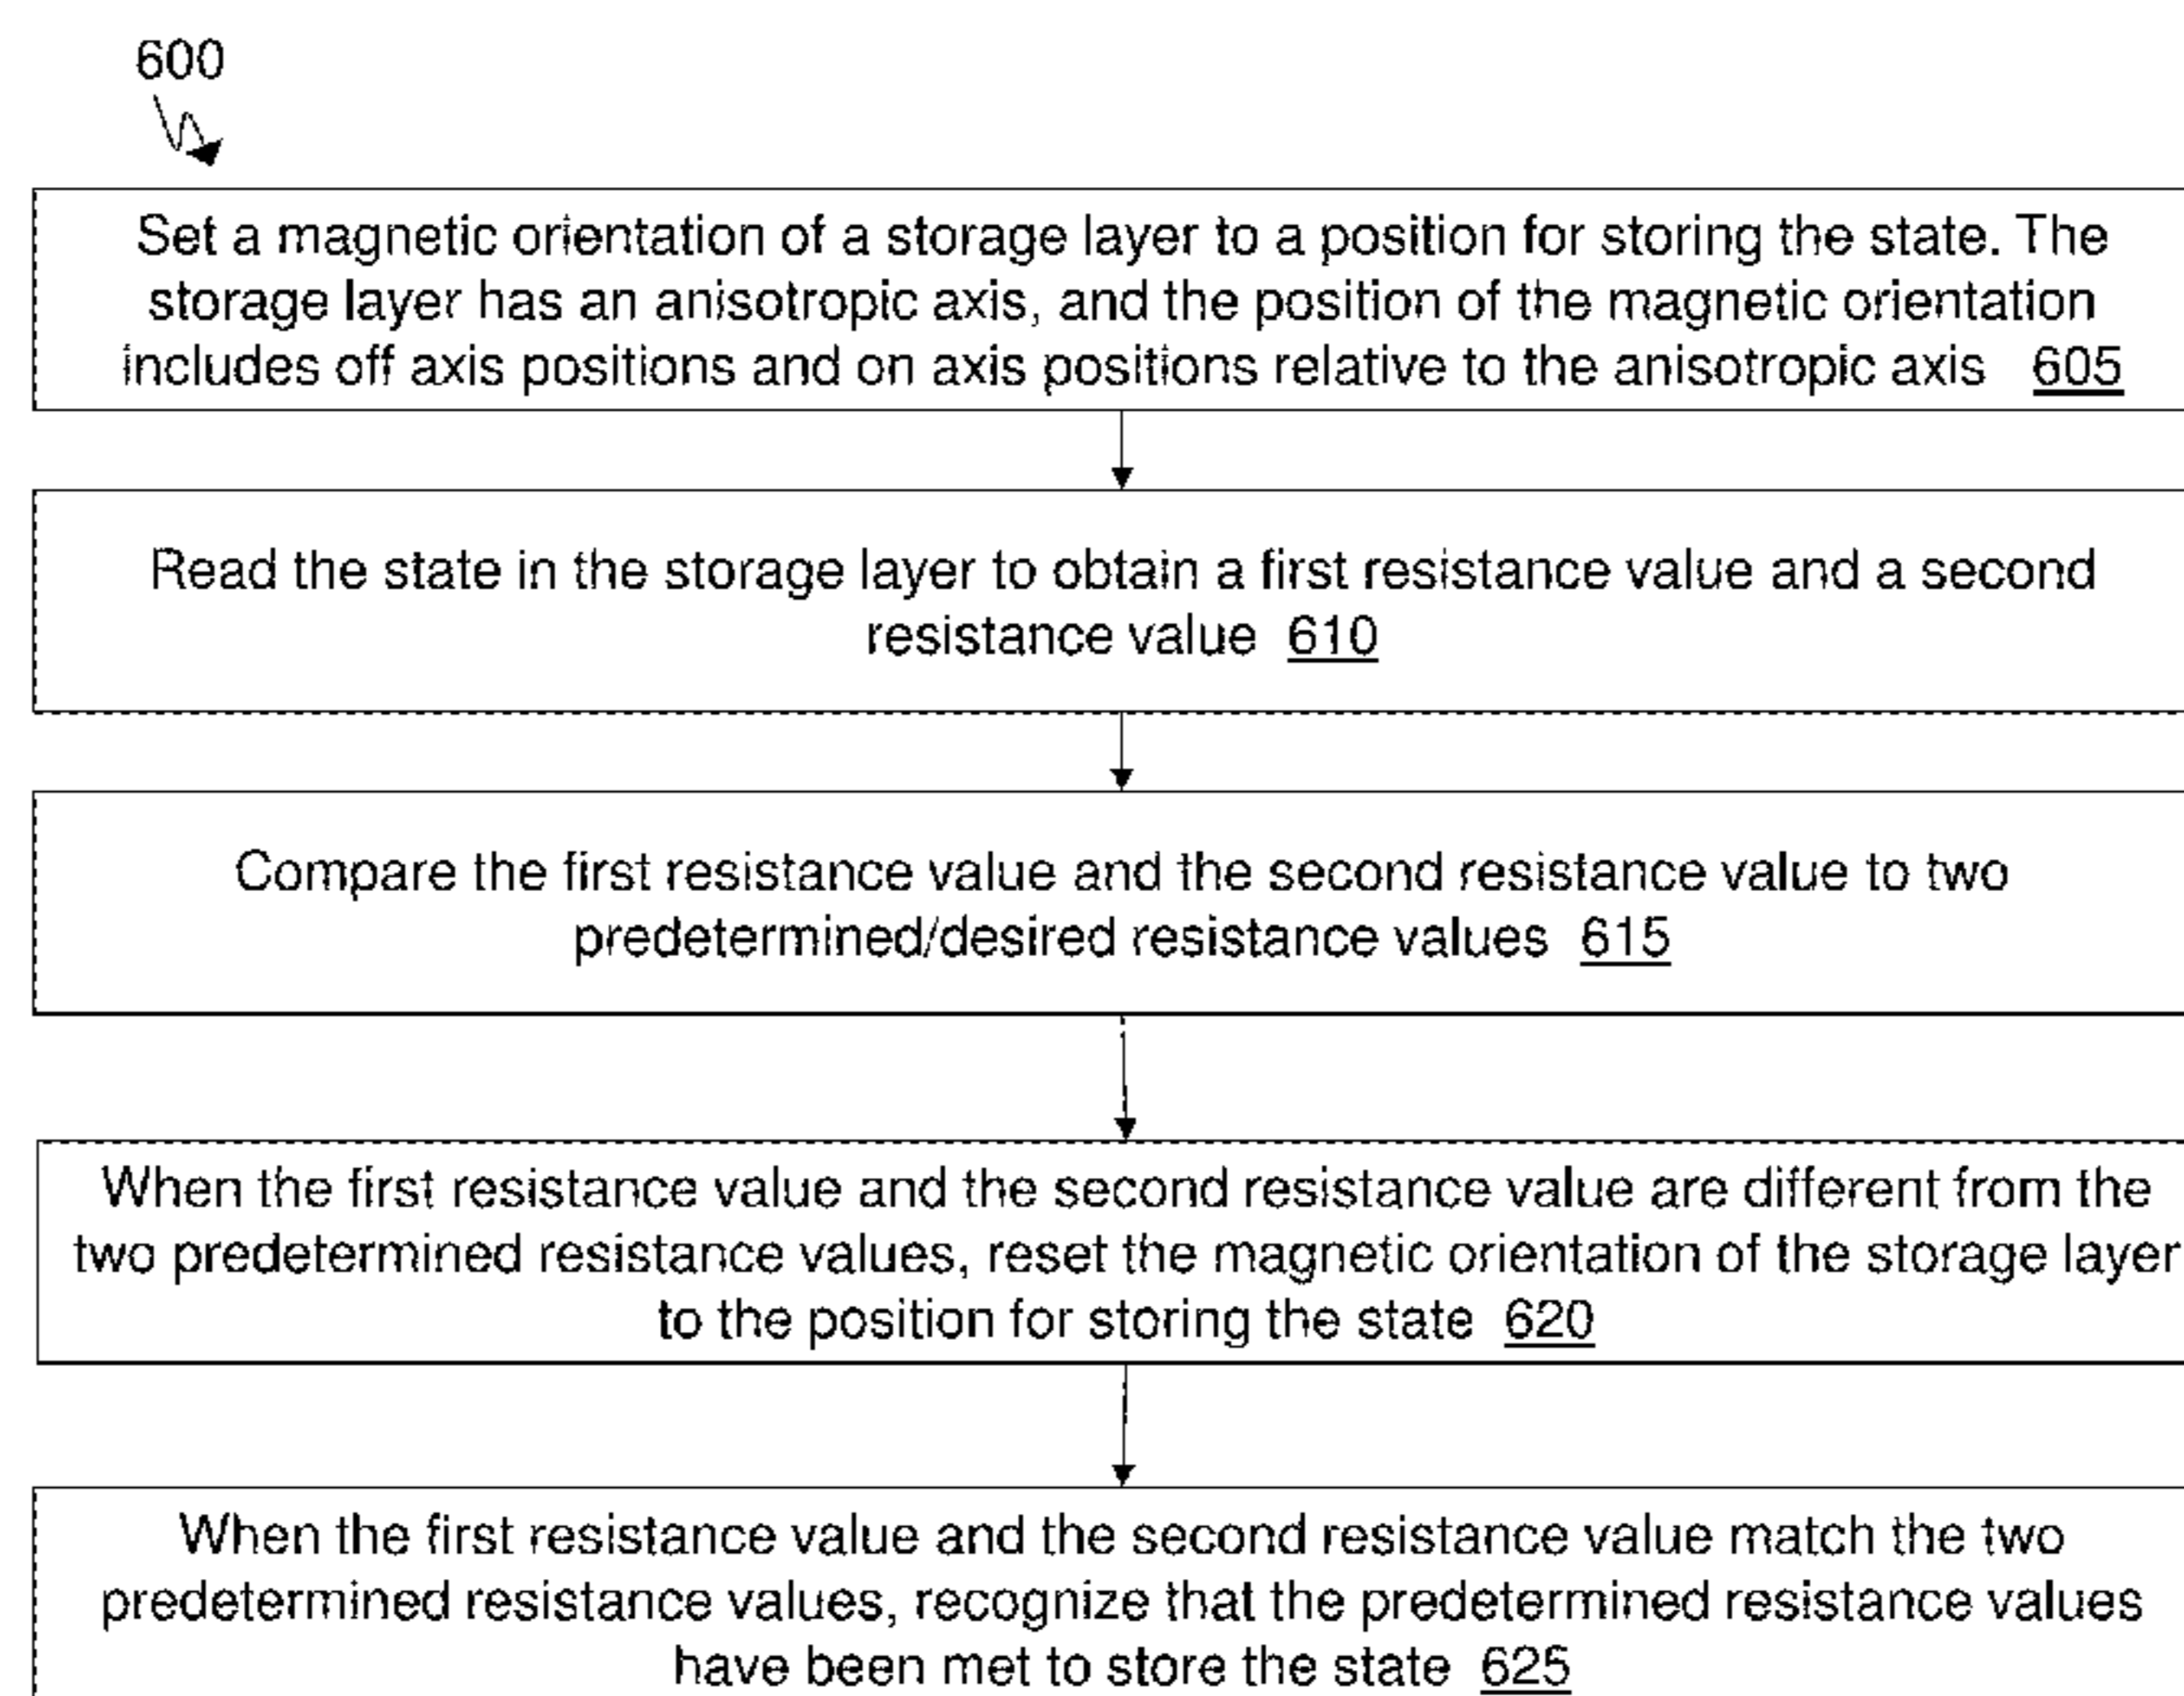 600
Set a magnetic orientation of a storage layer to a position for storing the state. The
storage layer has an anisotropic axis, and the position of the magnetic orientation
includes off axis positions and on axis positions relative to the anisotropic axis 605
Read the state in the storage layer to obtain a first resistance value and a second
resistance value 610
Compare the first resistance value and the second resistance value to two
predetermined/desired resistance values 615
When the first resistance value and the second resistance value are different from the
two predetermined resistance values, reset the magnetic orientation of the storage layer
to the position for storing the state 620
When the first resistance value and the second resistance value match the two
predetermined resistance values, recognize that the predetermined resistance values
have been met to store the state 625